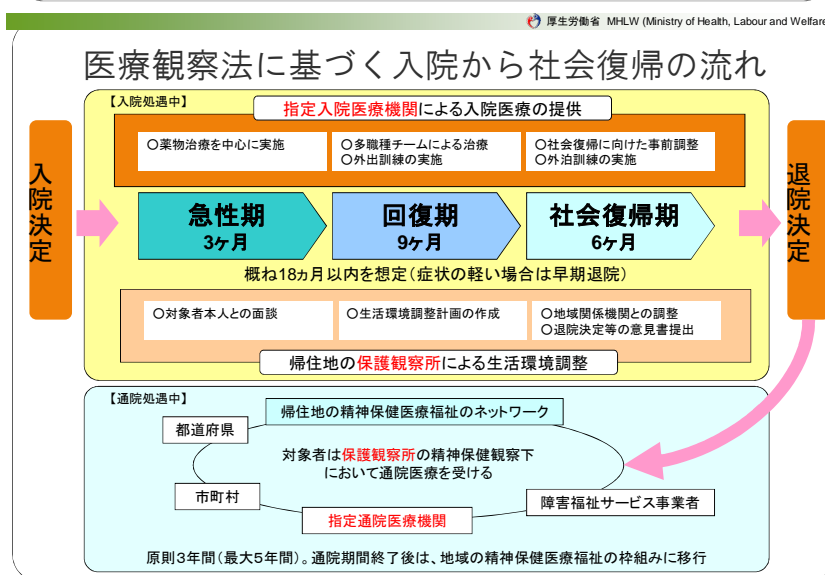 厚生労働省 MHLW (Ministry of Health, Labour and Welfare
医療観察法に基づく入院から社会復帰の流れ
【入院処遇中】
指定入院医療機関による入院医療の提供
○薬物治療を中心に実施
○多職種チームによる治療
○外出訓練の実施
○社会復帰に向けた事前調整
○外泊訓練の実施
入院決定
急性期
3ヶ月
回復期
9ヶ月
社会復帰期
6ヶ月
退院決定
概ね18ヵ月以内を想定(症状の軽い場合は早期退院)
○対象者本人との面談
○生活環境調整計画の作成
○地域関係機関との調整
○退院決定等の意見書提出
帰住地の保護観察所による生活環境調整
【通院処遇中】
帰住地の精神保健医療福祉のネットワーク
都道府県
対象者は保護観察所の精神保健観察下
において通院医療を受ける
市町村
障害福祉サービス事業者
指定通院医療機関
原則3年間(最大5年間)。通院期間終了後は、地域の精神保健医療福祉の枠組みに移行